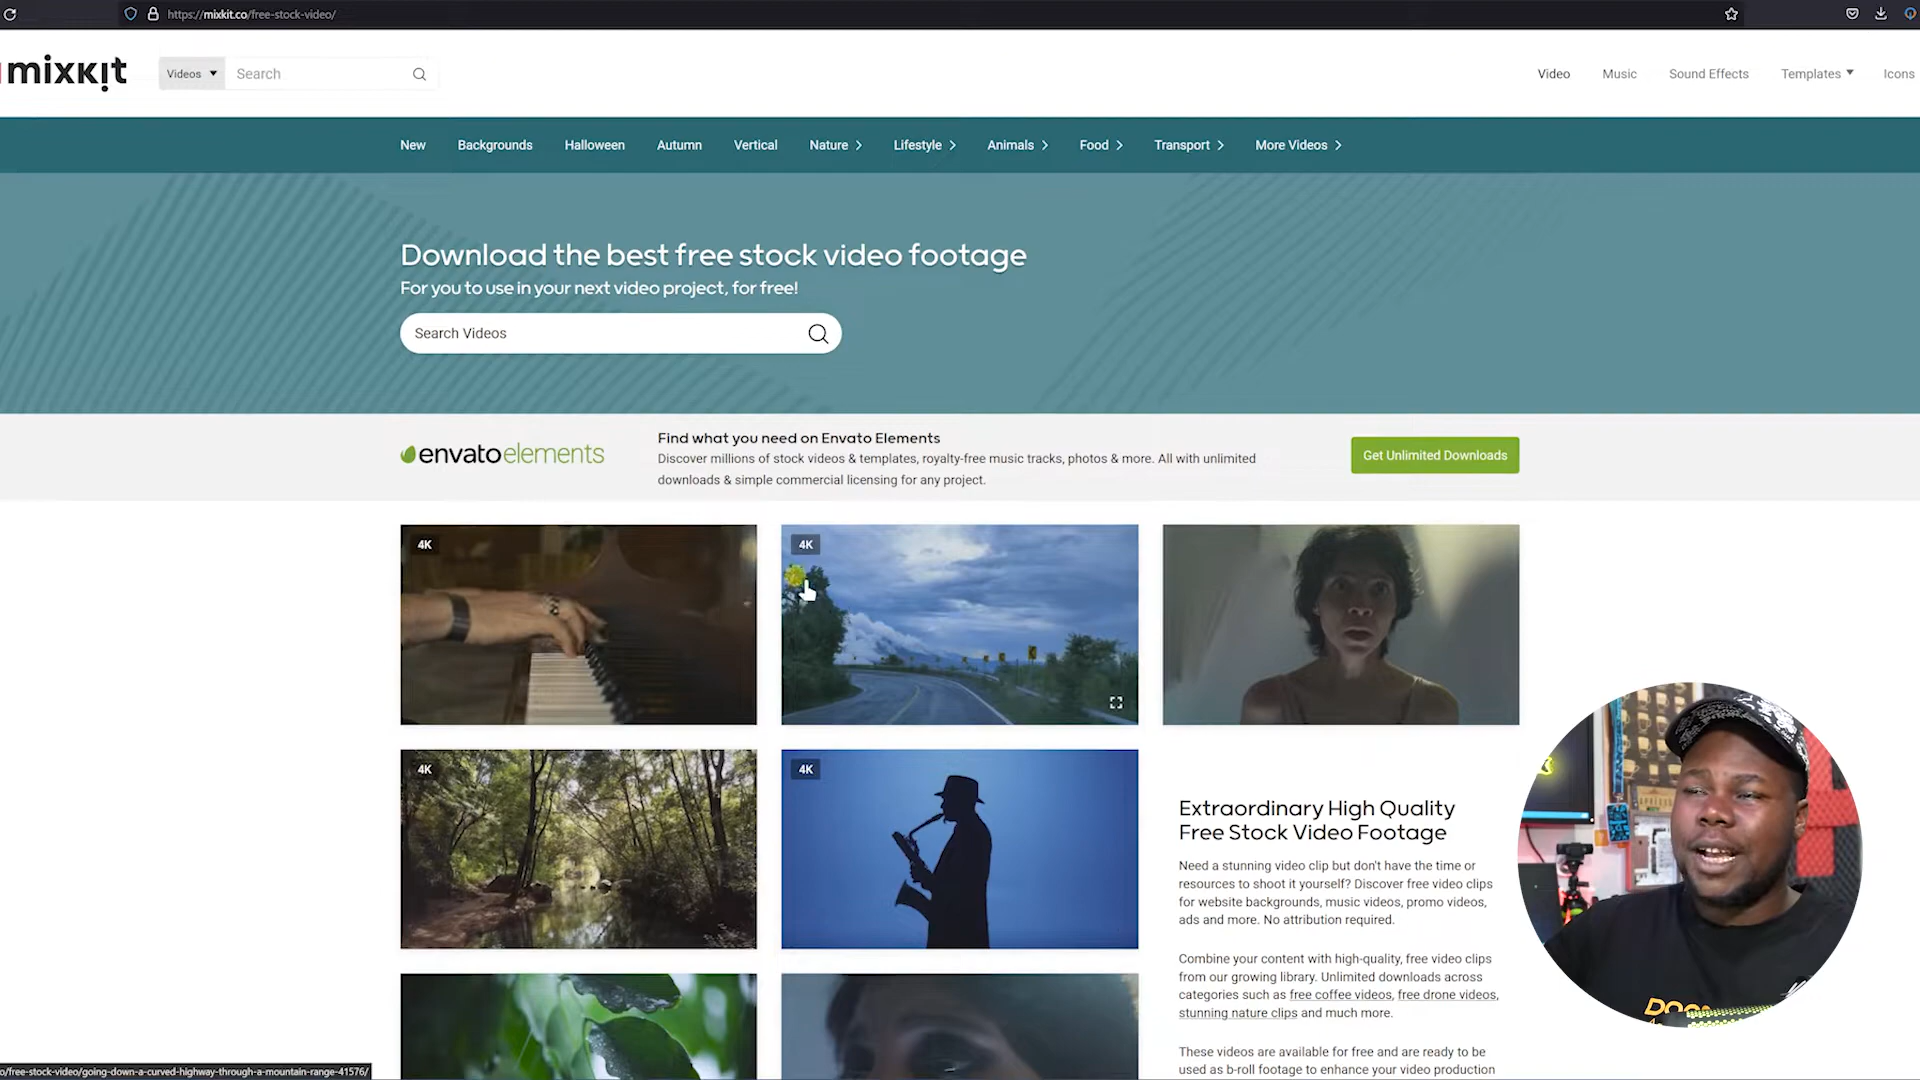 https://mixkit.co/free-stock-video/
mixkit
Videos
Search
Video
Music
Sound Effects
Templates
Icons
New
Backgrounds
Halloween
Autumn
Vertical
Nature
Lifestyle
Animals
Food
Transport
More Videos
Download the best free stock video footage
For you to use in your next video project, for free!
Search Videos
envato elements
Find what you need on Envato Elements
Discover millions of stock videos & templates, royalty-free music tracks, photos & more. All with unlimited
downloads & simple commercial licensing for any project.
Get Unlimited Downloads
4K
4K
4K
4K
Extraordinary High Quality
Free Stock Video Footage
Need a stunning video clip but don't have the time or
resources to shoot it yourself? Discover free video clips
for website backgrounds, music videos, promo videos,
ads and more. No attribution required.
Combine your content with high-quality, free video clips
from our growing library. Unlimited downloads across
categories such as free coffee videos, free drone videos,
stunning nature clips and much more.
These videos are available for free and are ready to be
used as b-roll footage to enhance your video production
o/free-stock-video/going-down-a-curved-highway-through-a-mountain-range-41576/